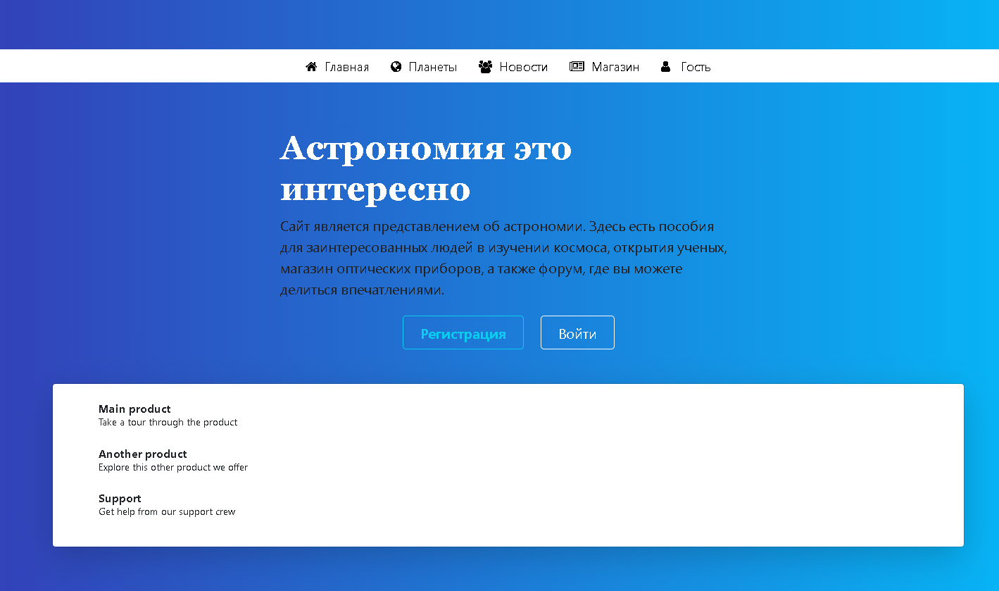 Главная Планеты Новости Магазин Гость
Астрономия это
интересно
Сайт является представлением об астрономии. Здесь есть пособия
для заинтересованных людей в изучении космоса, открытия ученых,
магазин оптических приборов, а также форум, где вы можете
делиться впечатлениями.
Регистрация Войти
Main product
Take a tour through the product
Another product
Explore this other product we offer
Support
Get help from our support crew